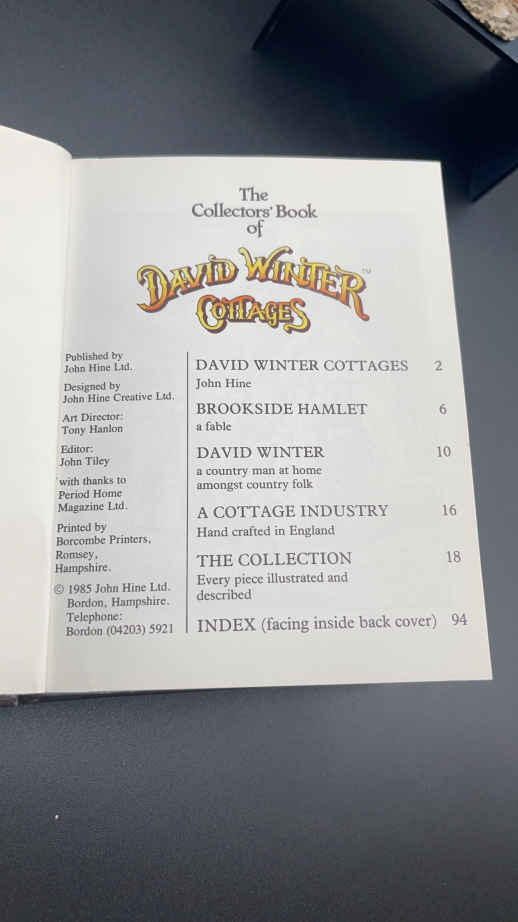 The
Collectors' Book
of
DAVID WINTER™
COTTAGES
Published by
John Hine Ltd.
Designed by
John Hine Creative Ltd.
Art Director:
Tony Hanlon
Editor:
John Tiley
with thanks to
Period Home
Magazine Ltd.
Printed by
Borcombe Printers,
Romsey,
Hampshire.
© 1985 John Hine Ltd.
Bordon, Hampshire.
Telephone:
Bordon (04203) 5921
DAVID WINTER COTTAGES 2
John Hine
BROOKSIDE HAMLET 6
a fable
DAVID WINTER 10
a country man at home
amongst country folk
A COTTAGE INDUSTRY 16
Hand crafted in England
THE COLLECTION 18
Every piece illustrated and
described
INDEX (facing inside back cover) 94